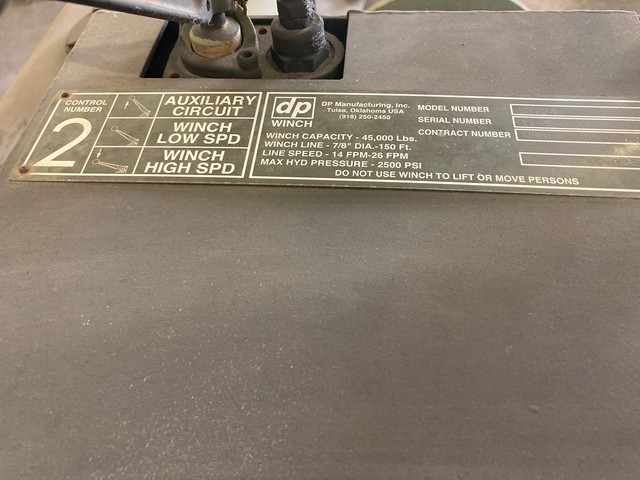 CONTROL
NUMBER
2
AUXILIARY
CIRCUIT
WINCH
LOW SPD
WINCH
HIGH SPD
dp
WINCH
DP Manufacturing, Inc.
Tulsa, Oklahoma USA
(918) 250-2450
WINCH CAPACITY - 45,000 Lbs.
WINCH LINE - 7/8" DIA.-150 Ft.
LINE SPEED - 14 FPM-26 FPM
MAX HYD PRESSURE - 2500 PSI
DO NOT USE WINCH TO LIFT OR MOVE PERSONS
MODEL NUMBER
SERIAL NUMBER
CONTRACT NUMBER